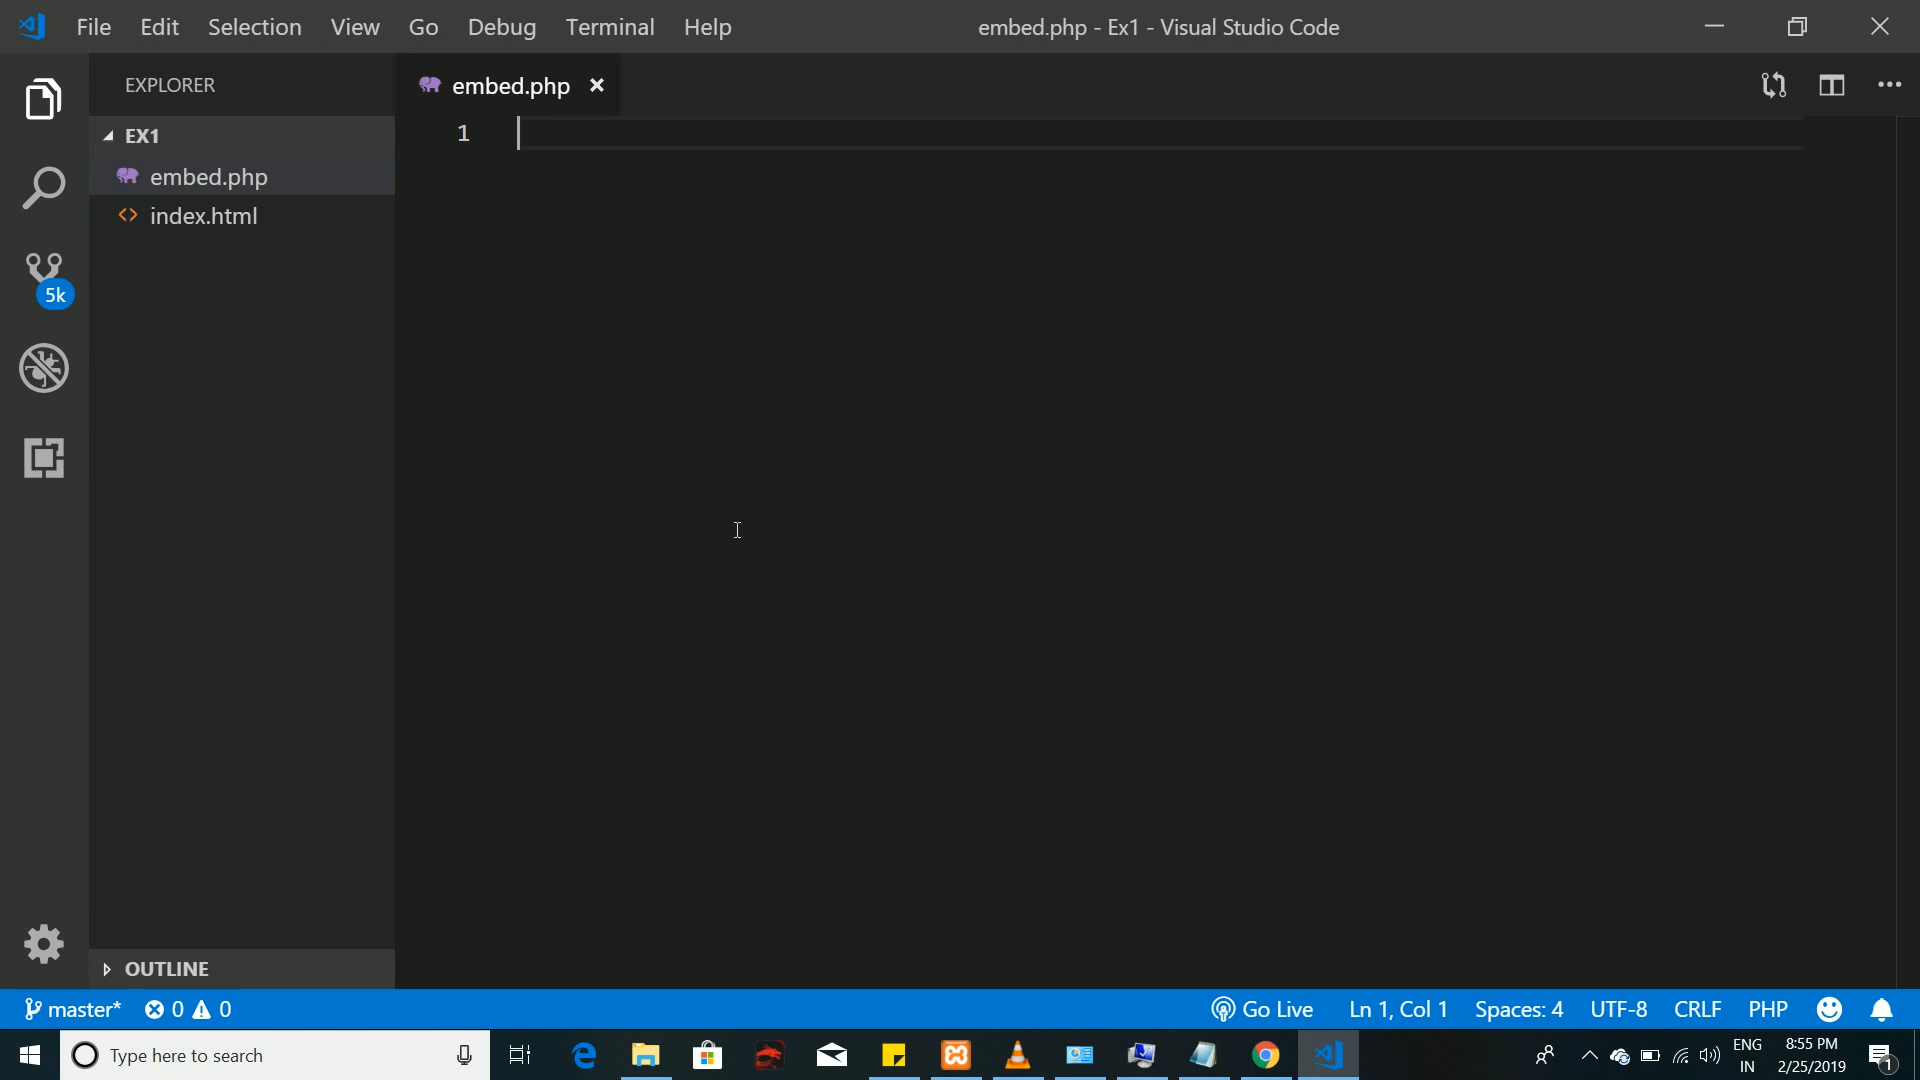 File Edit Selection View Go Debug Terminal Help embed.php - Ex1 - Visual Studio Code
EXPLORER
embed.php
EX1
embed.php
index.html
1
5k
OUTLINE
master* 0 0 Go Live Ln 1, Col 1 Spaces: 4 UTF-8 CRLF PHP
Type here to search
ENG
IN
8:55 PM
2/25/2019
1